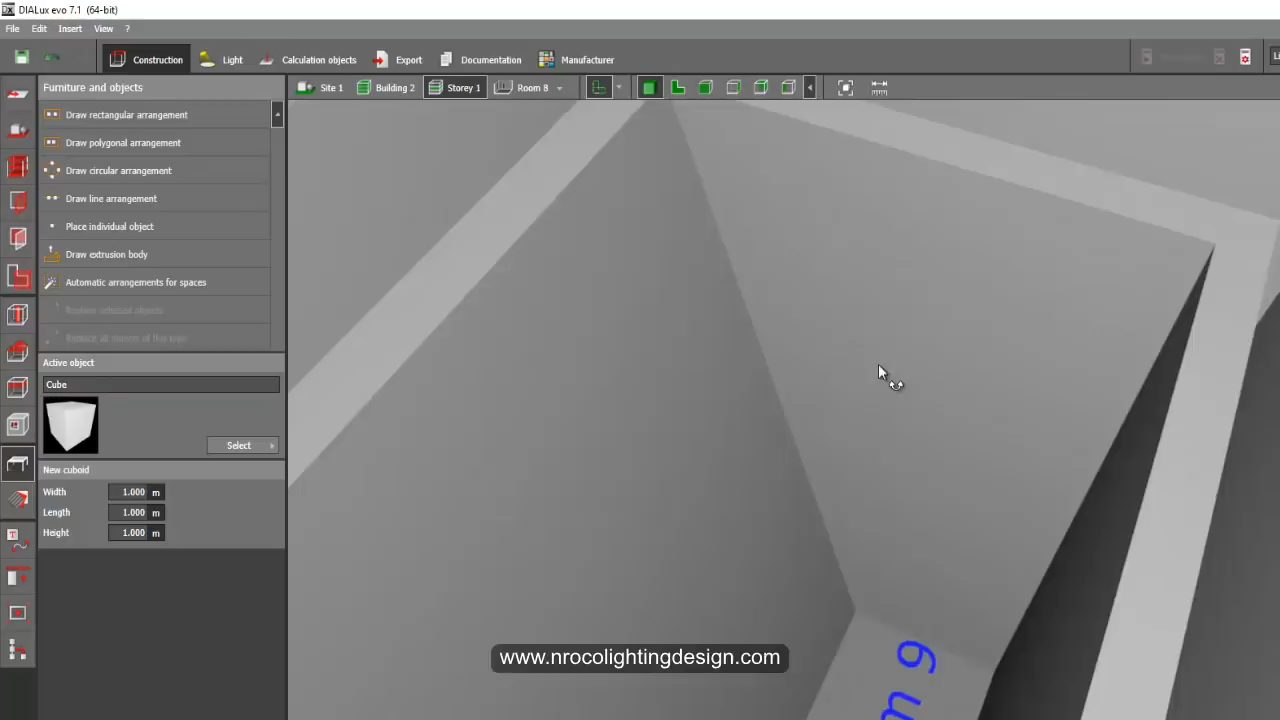 DIALux evo 7.1 (64-bit)
File Edit Insert View ?
Construction Light Calculation objects Export Documentation Manufacturer
Furniture and objects
Site 1 Building 2 Storey 1 Room 8
Draw rectangular arrangement
Draw polygonal arrangement
Draw circular arrangement
Draw line arrangement
Place individual object
Draw extrusion body
Automatic arrangements for spaces
Active object
Cube
Select
New cuboid
Width 1.000 m
Length 1.000 m
Height 1.000 m
m 9
www.nrocolightingdesign.com